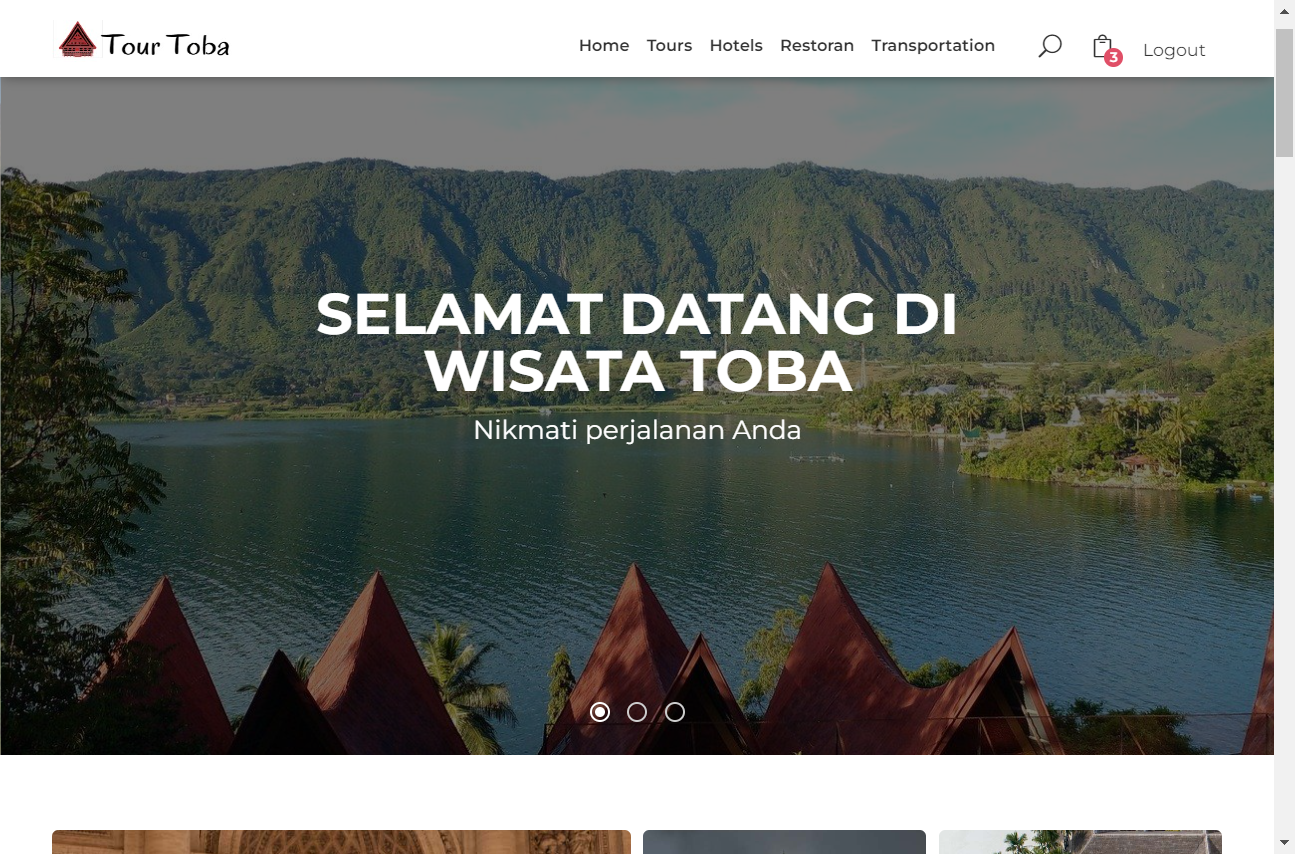 Tour Toba
Home Tours Hotels Restoran Transportation
3
Logout
SELAMAT DATANG DI
WISATA TOBA
Nikmati perjalanan Anda